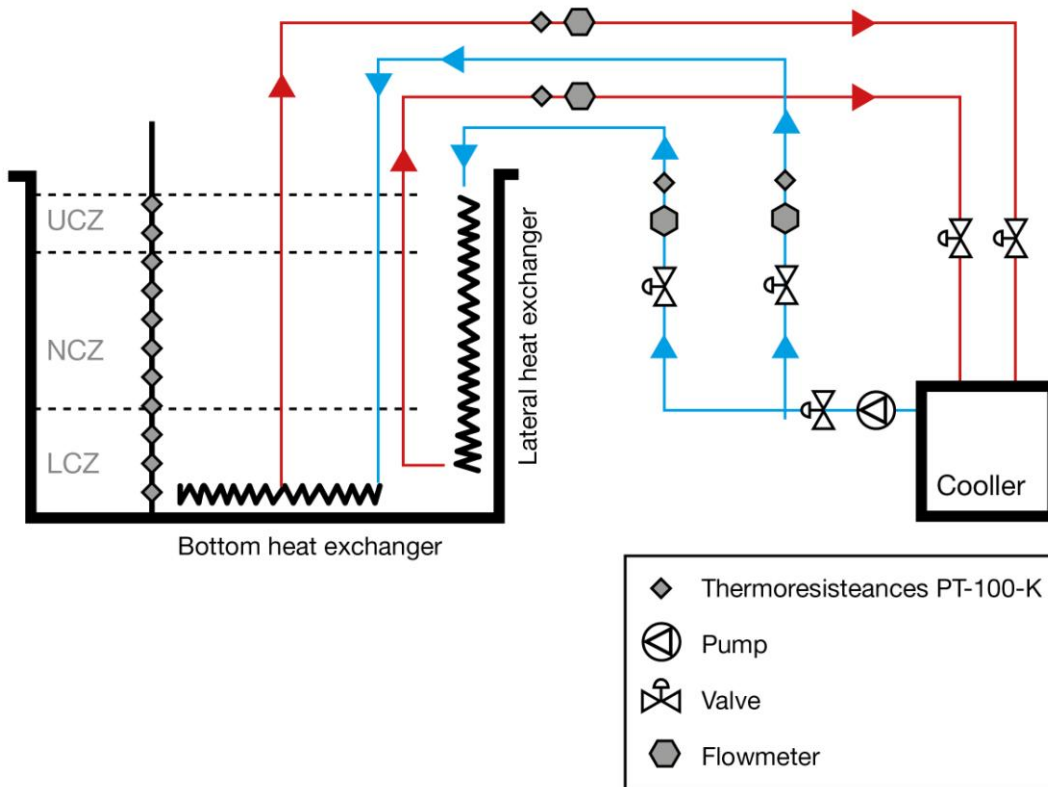 UCZ
NCZ
LCZ
Lateral heat exchanger
Bottom heat exchanger
Cooller
Thermoresisteances PT-100-K
Pump
Valve
Flowmeter